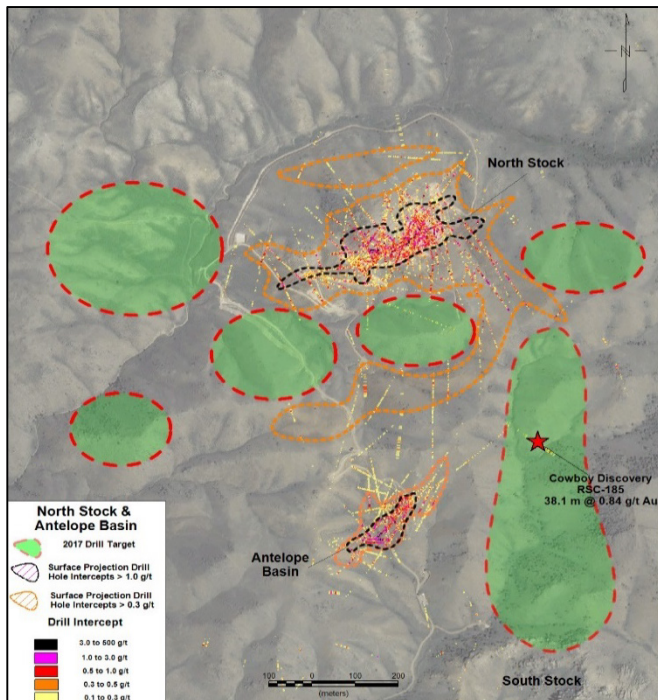 N
North Stock
Cowboy Discovery
RSC-185
38.1 m @ 0.84 g/t Au
Antelope
Basin
South Stock
North Stock &
Antelope Basin
2017 Drill Target
Surface Projection Drill
Hole Intercepts > 1.0 g/t
Surface Projection Drill
Hole Intercepts > 0.3 g/t
Drill Intercept
3.0 to 500 g/t
1.0 to 3.0 g/t
0.5 to 1.0 g/t
0.3 to 0.5 g/t
0.1 to 0.3 g/t
100 0 100 200
(meters)